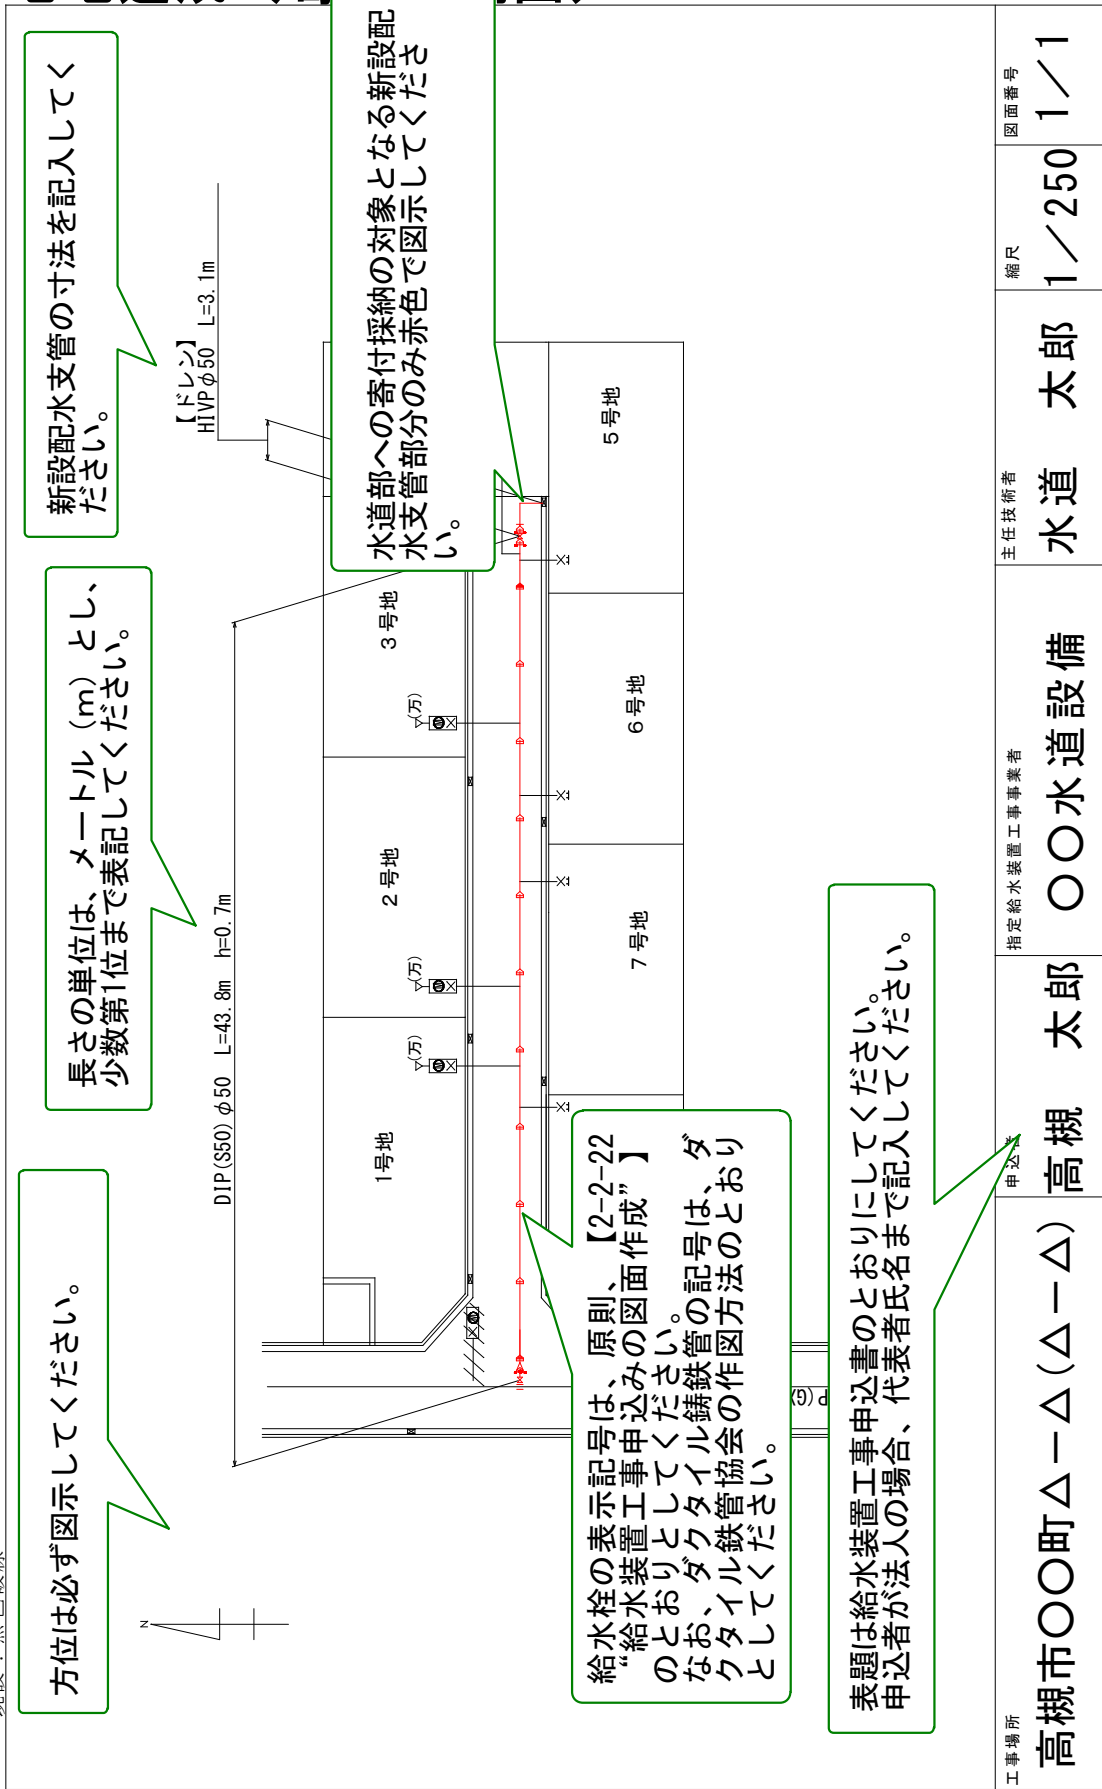 方位は必ず図示してください。
長さの単位は、メートル（m）とし、
少数第1位まで表記してください。
新設配水支管の寸法を記入してく
ださい。
水道部への寄付採納の対象となる新設配
水支管部分のみ赤色で図示してくださ
い。
【ドレン】
HIVPφ50 L=3.1m
DIP(S50)φ50 L=43.8m h=0.7m
N
1号地
2号地
3号地
5号地
6号地
7号地
(万)
(万)
(万)
P(GX)
給水栓の表示記号は、原則、【2-2-22
“給水装置工事申込みの図面作成”】
のとおりとしてください。
なお、ダクタイル鋳鉄管の記号は、ダ
クタイル鉄管協会の作図方法のとおり
としてください。
表題は給水装置工事申込書のとおりにしてください。
申込者が法人の場合、代表者氏名まで記入してください。
工事場所
高槻市〇〇町△－△（△－△）
申込
高槻 太郎
指定給水装置工事事業者
〇〇水道設備
主任技術者
水道 太郎
縮尺
1／250
図面番号
1／1